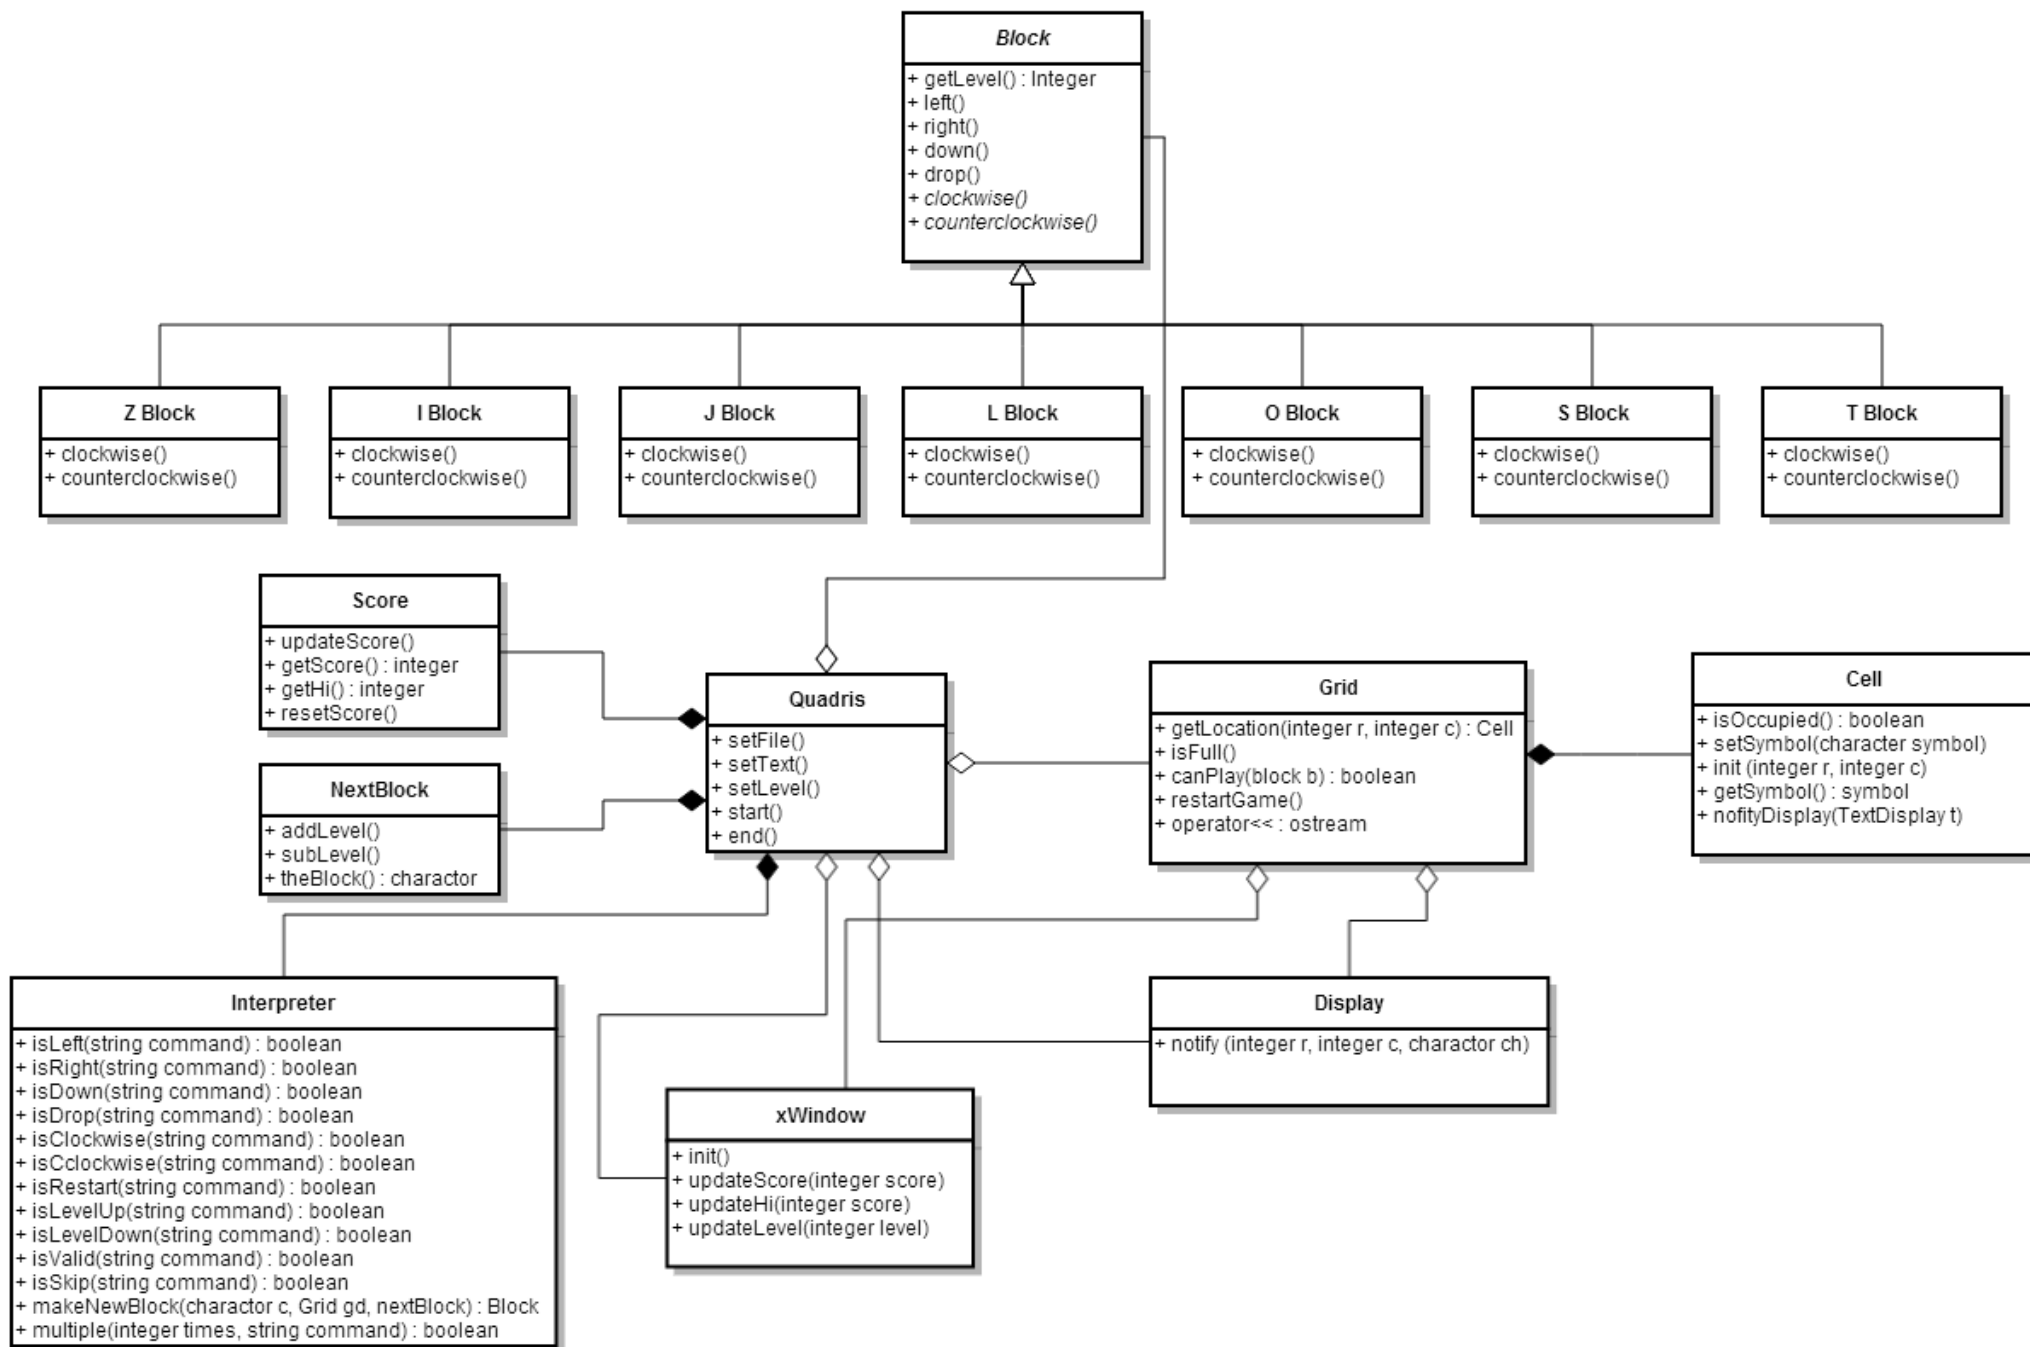 Block
+ getLevel() : Integer
+ left()
+ right()
+ down()
+ drop()
+ clockwise()
+ counterclockwise()
Z Block
+ clockwise()
+ counterclockwise()
I Block
+ clockwise()
+ counterclockwise()
J Block
+ clockwise()
+ counterclockwise()
L Block
+ clockwise()
+ counterclockwise()
O Block
+ clockwise()
+ counterclockwise()
S Block
+ clockwise()
+ counterclockwise()
T Block
+ clockwise()
+ counterclockwise()
Score
+ updateScore()
+ getScore() : integer
+ getHi() : integer
+ resetScore()
NextBlock
+ addLevel()
+ subLevel()
+ theBlock() : charactor
Quadris
+ setFile()
+ setText()
+ setLevel()
+ start()
+ end()
Grid
+ getLocation(integer r, integer c) : Cell
+ isFull()
+ canPlay(block b) : boolean
+ restartGame()
+ operator<< : ostream
Cell
+ isOccupied() : boolean
+ setSymbol(character symbol)
+ init (integer r, integer c)
+ getSymbol() : symbol
+ nofityDisplay(TextDisplay t)
Interpreter
+ isLeft(string command) : boolean
+ isRight(string command) : boolean
+ isDown(string command) : boolean
+ isDrop(string command) : boolean
+ isClockwise(string command) : boolean
+ isCclockwise(string command) : boolean
+ isRestart(string command) : boolean
+ isLevelUp(string command) : boolean
+ isLevelDown(string command) : boolean
+ isValid(string command) : boolean
+ isSkip(string command) : boolean
+ makeNewBlock(charactor c, Grid gd, nextBlock) : Block
+ multiple(integer times, string command) : boolean
xWindow
+ init()
+ updateScore(integer score)
+ updateHi(integer score)
+ updateLevel(integer level)
Display
+ notify (integer r, integer c, charactor ch)